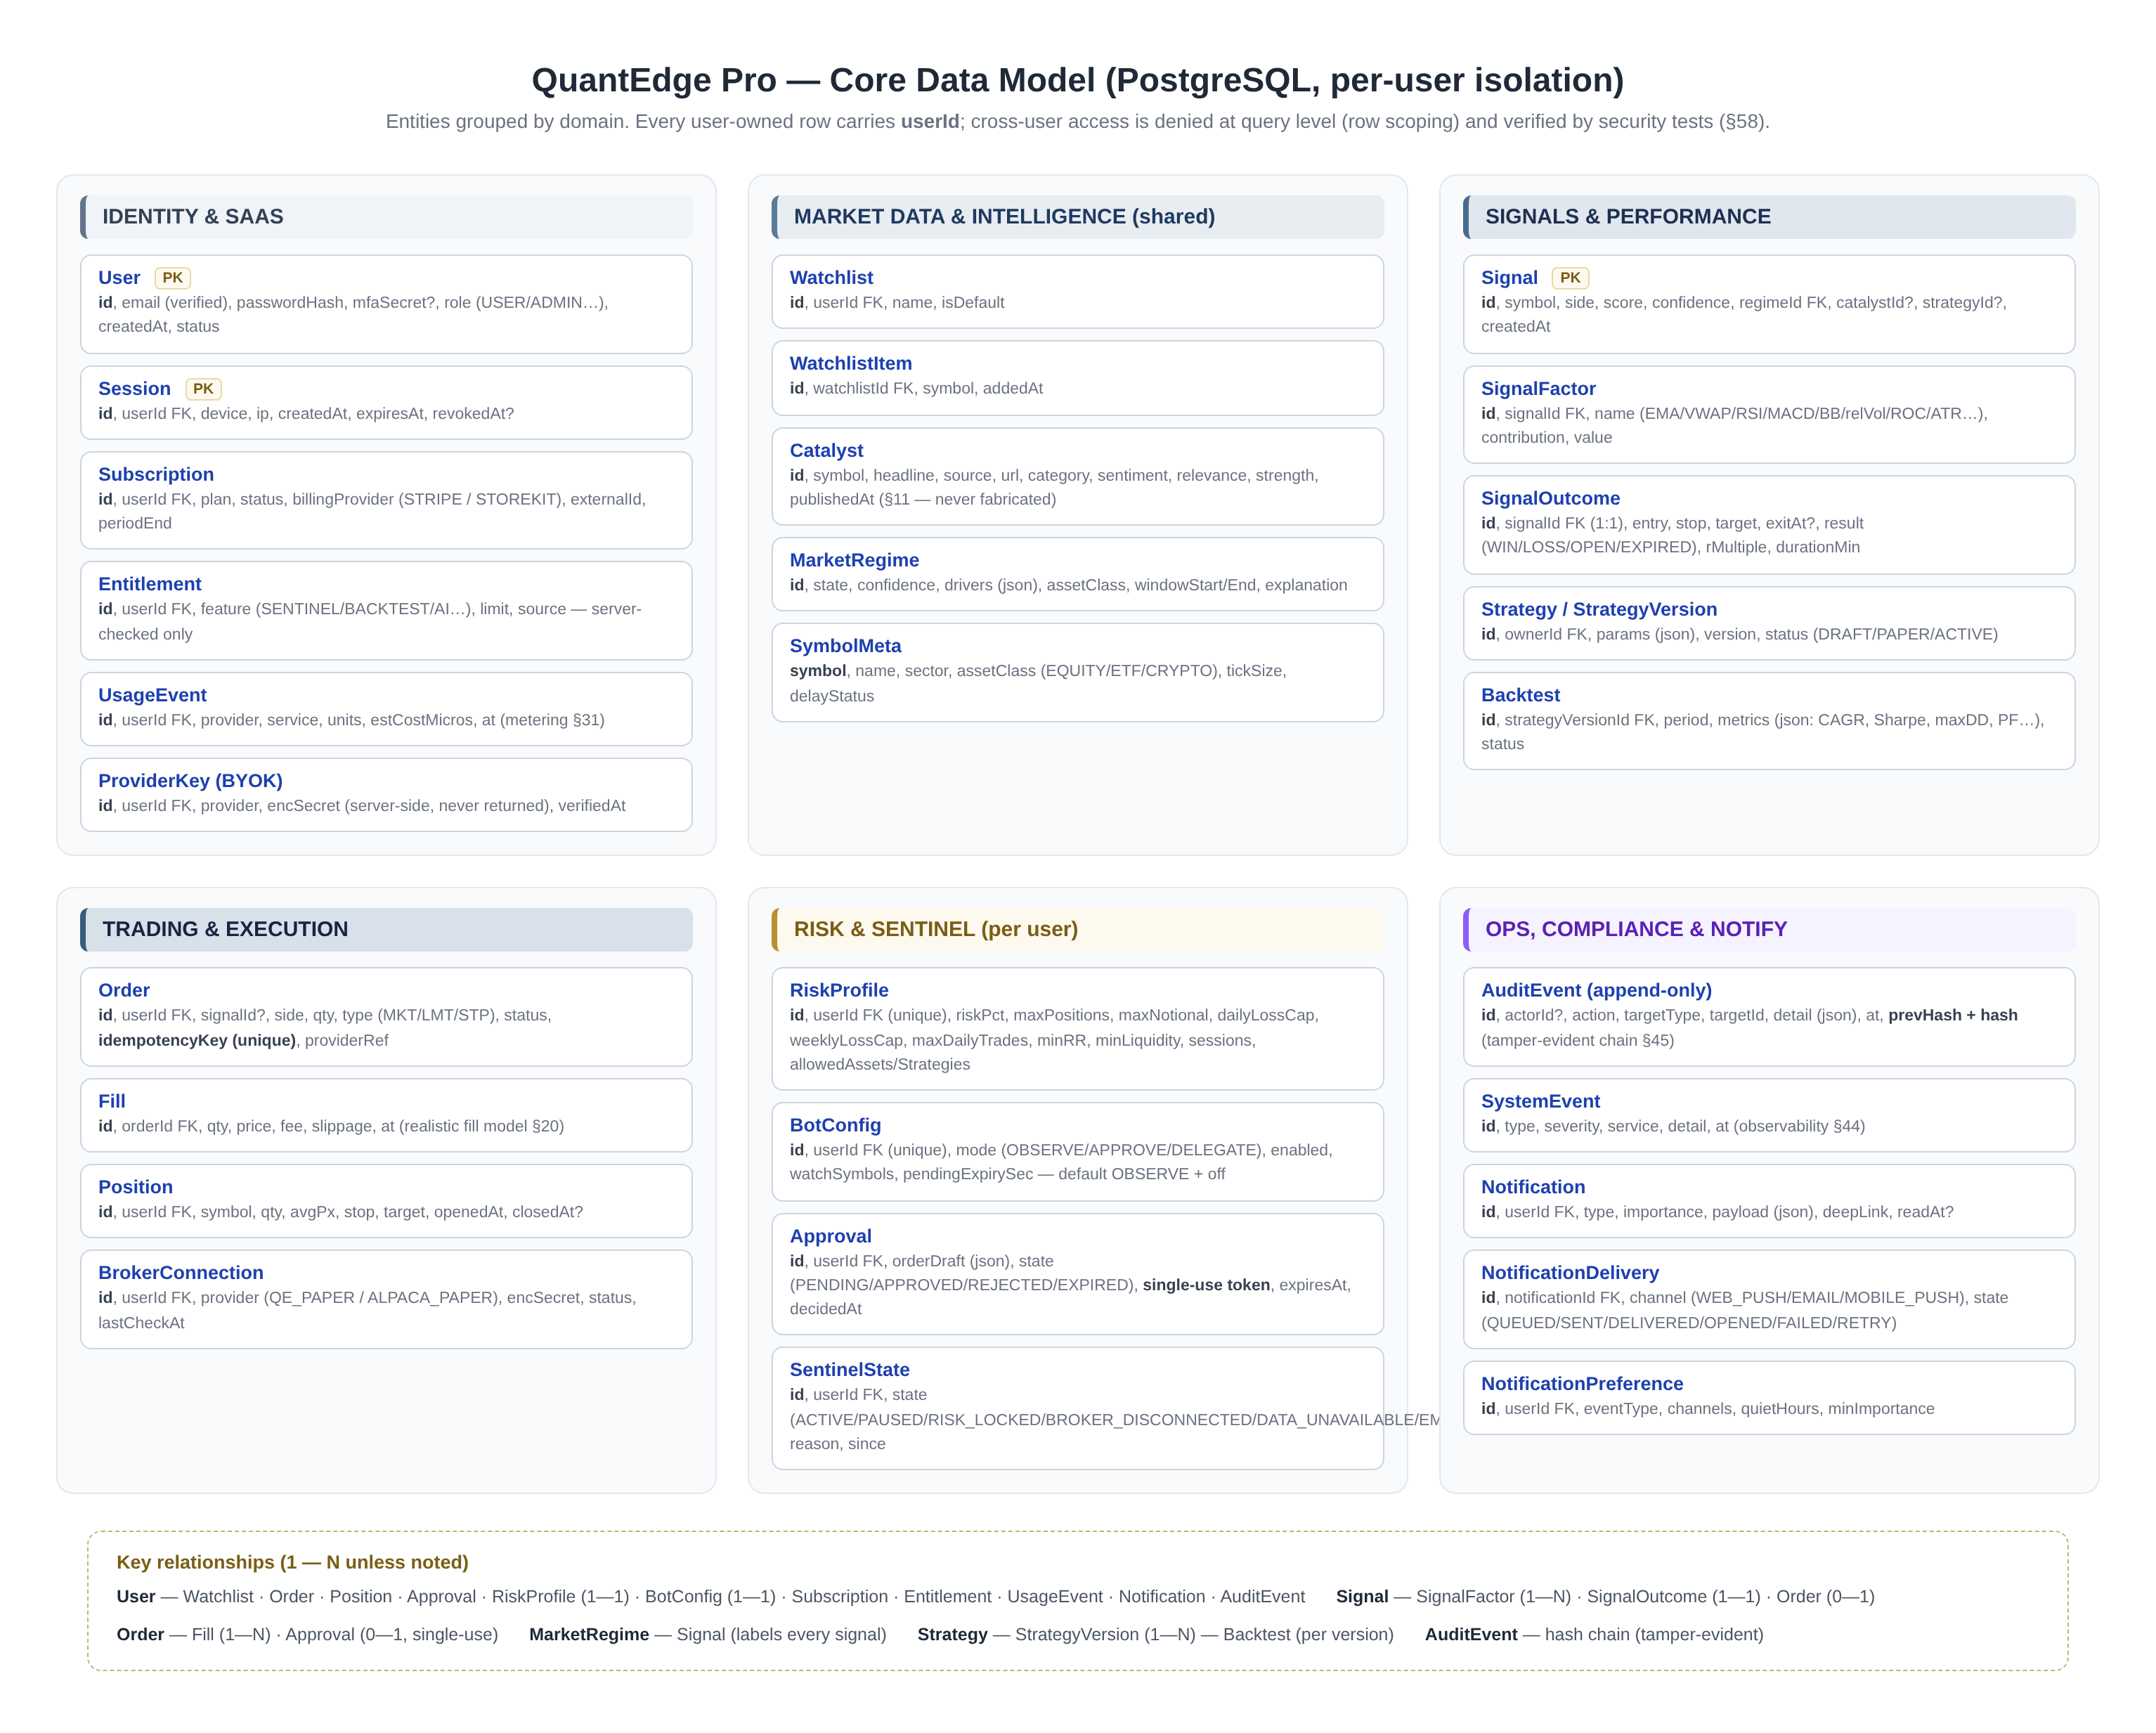 QuantEdge Pro — Core Data Model (PostgreSQL, per-user isolation)
Entities grouped by domain. Every user-owned row carries userId; cross-user access is denied at query level (row scoping) and verified by security tests (§58).
IDENTITY & SAAS
User PK
id, email (verified), passwordHash, mfaSecret?, role (USER/ADMIN…),
createdAt, status
Session PK
id, userId FK, device, ip, createdAt, expiresAt, revokedAt?
Subscription
id, userId FK, plan, status, billingProvider (STRIPE / STOREKIT), externalId,
periodEnd
Entitlement
id, userId FK, feature (SENTINEL/BACKTEST/AI…), limit, source — server-
checked only
UsageEvent
id, userId FK, provider, service, units, estCostMicros, at (metering §31)
ProviderKey (BYOK)
id, userId FK, provider, encSecret (server-side, never returned), verifiedAt
MARKET DATA & INTELLIGENCE (shared)
Watchlist
id, userId FK, name, isDefault
WatchlistItem
id, watchlistId FK, symbol, addedAt
Catalyst
id, symbol, headline, source, url, category, sentiment, relevance, strength,
publishedAt (§11 — never fabricated)
MarketRegime
id, state, confidence, drivers (json), assetClass, windowStart/End, explanation
SymbolMeta
symbol, name, sector, assetClass (EQUITY/ETF/CRYPTO), tickSize,
delayStatus
SIGNALS & PERFORMANCE
Signal PK
id, symbol, side, score, confidence, regimeId FK, catalystId?, strategyId?,
createdAt
SignalFactor
id, signalId FK, name (EMA/VWAP/RSI/MACD/BB/relVol/ROC/ATR…),
contribution, value
SignalOutcome
id, signalId FK (1:1), entry, stop, target, exitAt?, result
(WIN/LOSS/OPEN/EXPIRED), rMultiple, durationMin
Strategy / StrategyVersion
id, ownerId FK, params (json), version, status (DRAFT/PAPER/ACTIVE)
Backtest
id, strategyVersionId FK, period, metrics (json: CAGR, Sharpe, maxDD, PF…),
status
TRADING & EXECUTION
Order
id, userId FK, signalId?, side, qty, type (MKT/LMT/STP), status,
idempotencyKey (unique), providerRef
Fill
id, orderId FK, qty, price, fee, slippage, at (realistic fill model §20)
Position
id, userId FK, symbol, qty, avgPx, stop, target, openedAt, closedAt?
BrokerConnection
id, userId FK, provider (QE_PAPER / ALPACA_PAPER), encSecret, status,
lastCheckAt
RISK & SENTINEL (per user)
RiskProfile
id, userId FK (unique), riskPct, maxPositions, maxNotional, dailyLossCap,
weeklyLossCap, maxDailyTrades, minRR, minLiquidity, sessions,
allowedAssets/Strategies
BotConfig
id, userId FK (unique), mode (OBSERVE/APPROVE/DELEGATE), enabled,
watchSymbols, pendingExpirySec — default OBSERVE + off
Approval
id, userId FK, orderDraft (json), state
(PENDING/APPROVED/REJECTED/EXPIRED), single-use token, expiresAt,
decidedAt
SentinelState
id, userId FK, state
(ACTIVE/PAUSED/RISK_LOCKED/BROKER_DISCONNECTED/DATA_UNAVAILABLE/EM
reason, since
OPS, COMPLIANCE & NOTIFY
AuditEvent (append-only)
id, actorId?, action, targetType, targetId, detail (json), at, prevHash + hash
(tamper-evident chain §45)
SystemEvent
id, type, severity, service, detail, at (observability §44)
Notification
id, userId FK, type, importance, payload (json), deepLink, readAt?
NotificationDelivery
id, notificationId FK, channel (WEB_PUSH/EMAIL/MOBILE_PUSH), state
(QUEUED/SENT/DELIVERED/OPENED/FAILED/RETRY)
NotificationPreference
id, userId FK, eventType, channels, quietHours, minImportance
Key relationships (1 — N unless noted)
User — Watchlist · Order · Position · Approval · RiskProfile (1—1) · BotConfig (1—1) · Subscription · Entitlement · UsageEvent · Notification · AuditEvent Signal — SignalFactor (1—N) · SignalOutcome (1—1) · Order (0—1)
Order — Fill (1—N) · Approval (0—1, single-use) MarketRegime — Signal (labels every signal) Strategy — StrategyVersion (1—N) — Backtest (per version) AuditEvent — hash chain (tamper-evident)